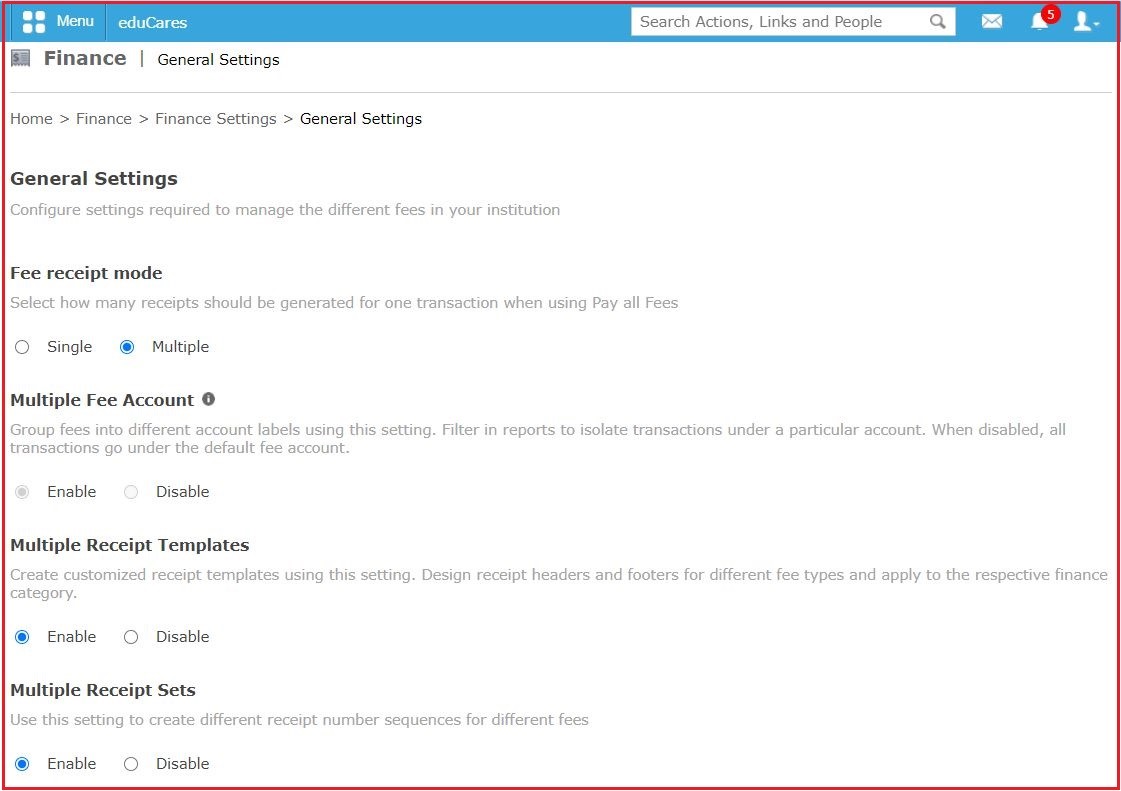 Menu
eduCares
Search Actions, Links and People
5
Finance | General Settings
Home > Finance > Finance Settings > General Settings
General Settings
Configure settings required to manage the different fees in your institution
Fee receipt mode
Select how many receipts should be generated for one transaction when using Pay all Fees
Single Multiple
Multiple Fee Account
Group fees into different account labels using this setting. Filter in reports to isolate transactions under a particular account. When disabled, all
transactions go under the default fee account.
Enable Disable
Multiple Receipt Templates
Create customized receipt templates using this setting. Design receipt headers and footers for different fee types and apply to the respective finance
category.
Enable Disable
Multiple Receipt Sets
Use this setting to create different receipt number sequences for different fees
Enable Disable